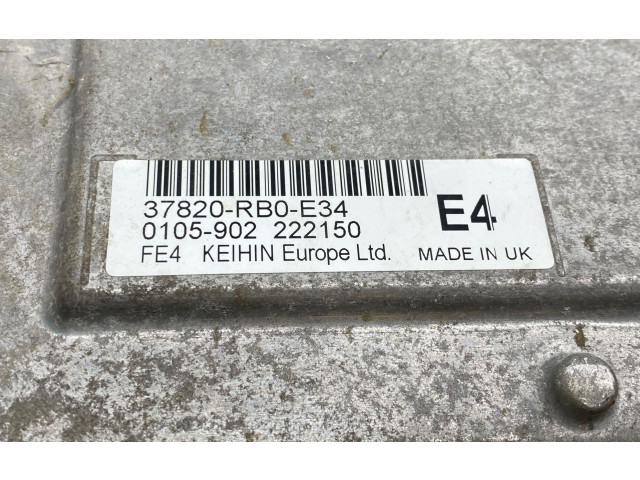 37820-RB0-E34
E4
0105-902 222150
FE4 KEIHIN Europe Ltd. MADE IN UK